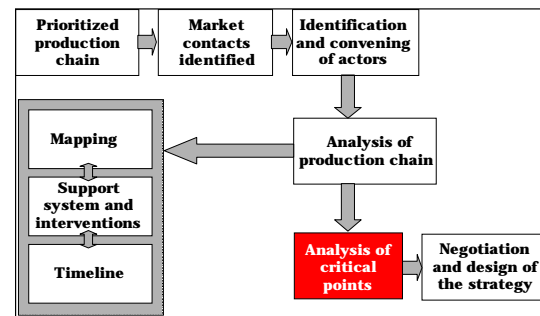 Prioritized
production
chain
Market
contacts
identified
Identification
and convening
of actors
Analysis of
production chain
Mapping
Support
system and
interventions
Timeline
Analysis of
critical
points
Negotiation
and design of
the strategy